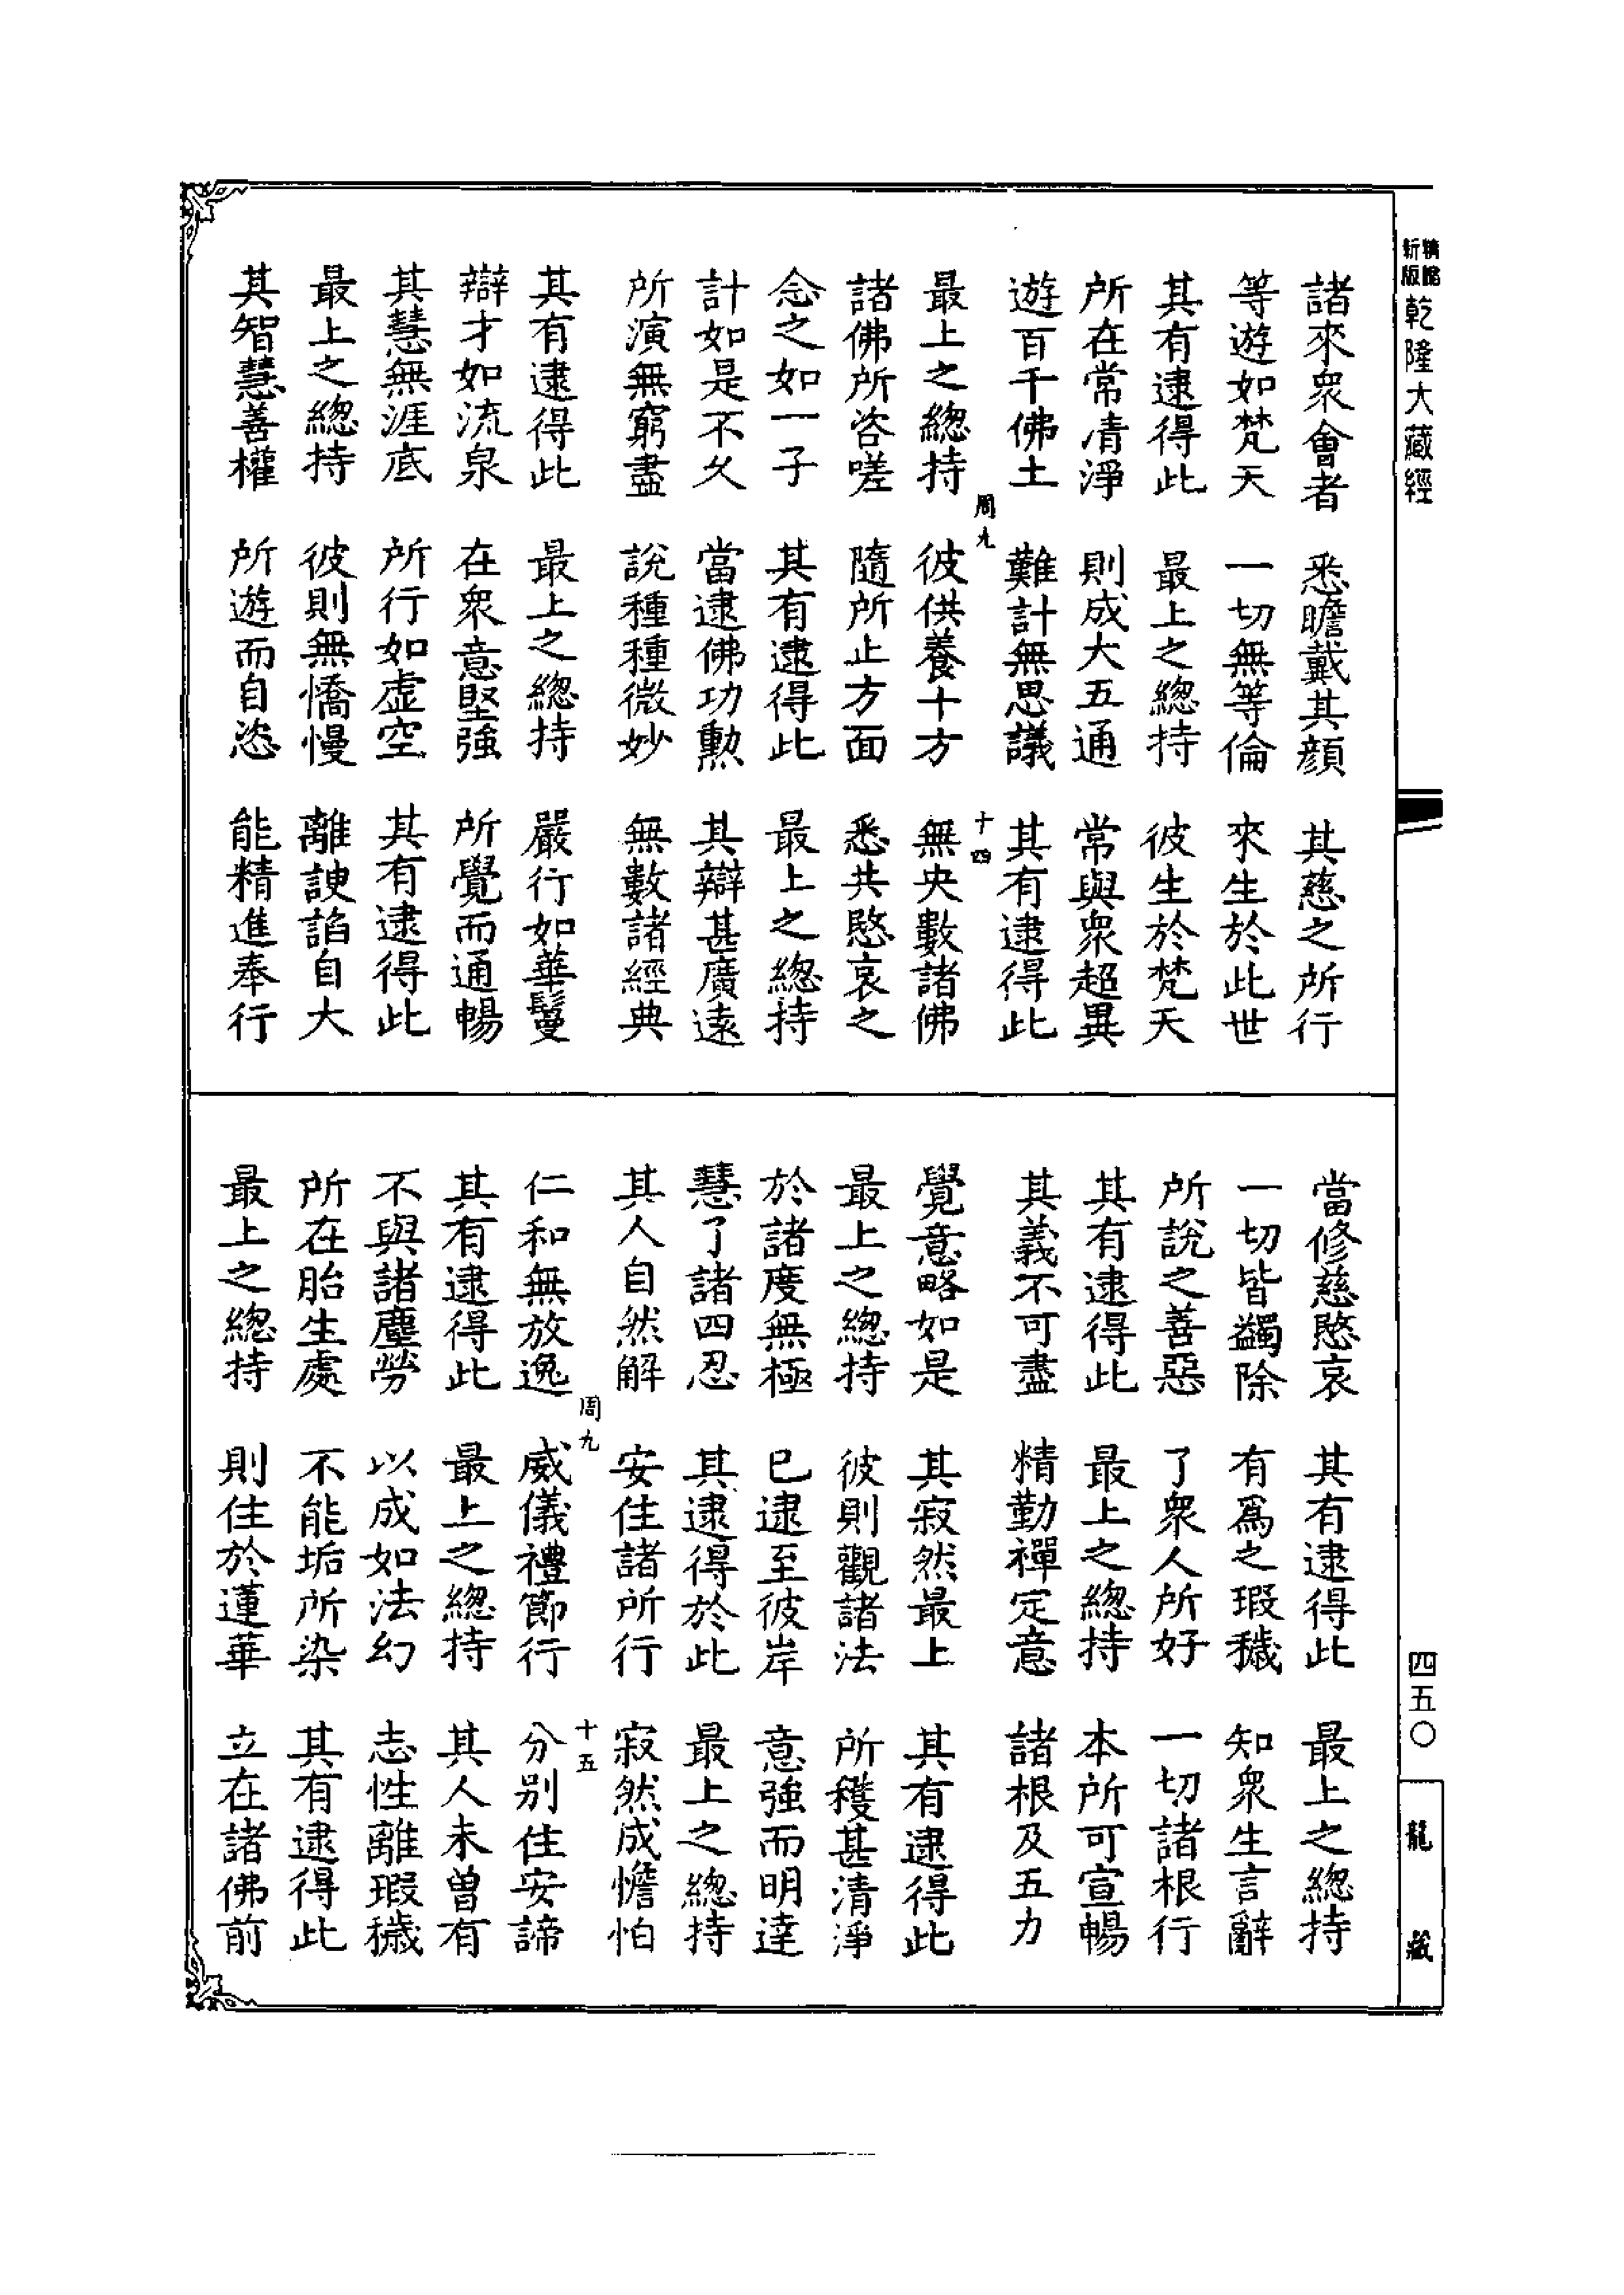 精縮新版乾隆大藏經
諸來眾會者　悉瞻戴其顏　其慈之所行
等遊如梵天　一切無等倫　來生於此世
其有逮得此　最上之總持　彼生於梵天
所在常清淨　則成大五通　常與眾超異
遊百千佛土　難計無思議　其有逮得此
周九　十四
最上之總持　彼供養十方　無央數諸佛
諸佛所咨嗟　隨所止方面　悉共愍哀之
念之如一子　其有逮得此　最上之總持
計如是不久　當逮佛功勲　其辯甚廣遠
所演無窮盡　說種種微妙　無數諸經典
其有逮得此　最上之總持　嚴行如華鬘
辯才如流泉　在眾意堅強　所覺而通暢
其慧無涯底　所行如虛空　其有逮得此
最上之總持　彼則無憍慢　離諛諂自大
其智慧善權　所遊而自恣　能精進奉行
當修慈愍哀　其有逮得此　最上之總持
一切皆蠲除　有爲之瑕穢　知眾生言辭
所說之善惡　了眾人所好　一切諸根行
其有逮得此　最上之總持　本所可宣暢
其義不可盡　精勤禪定意　諸根及五力
覺意略如是　其寂然最上　其有逮得此
最上之總持　彼則觀諸法　所獲甚清淨
於諸度無極　已逮至彼岸　意強而明達
慧了諸四忍　其逮得於此　最上之總持
其人自然解　安住諸所行　寂然成憺怕
周九　十五
仁和無放逸　威儀禮節行　分別住安諦
其有逮得此　最上之總持　其人未曾有
不與諸塵勞　以成如法幻　志性離瑕穢
所在胎生處　不能垢所染　其有逮得此
最上之總持　則住於蓮華　立在諸佛前
四五〇
龍藏